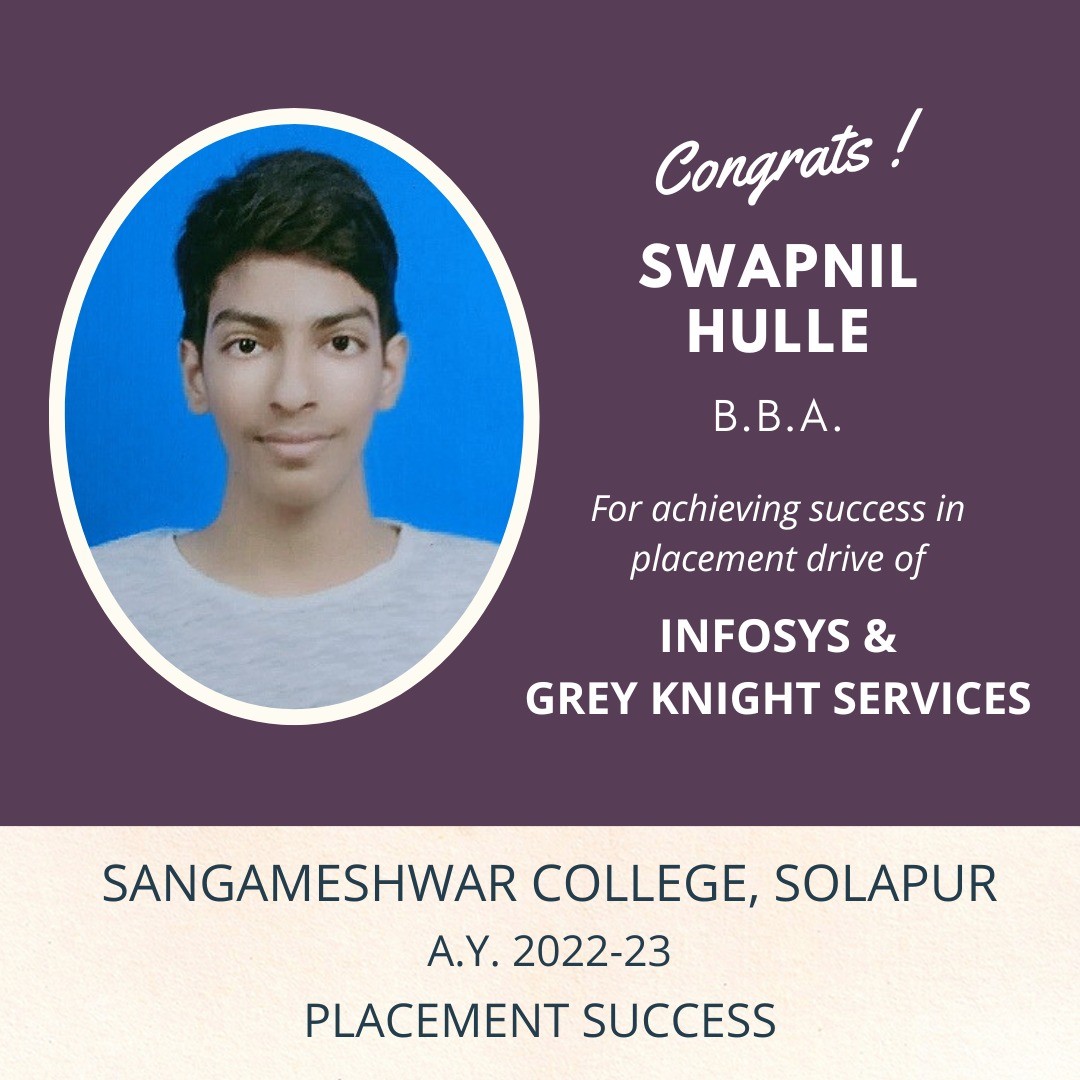 Congrats !
SWAPNIL
HULLE
B.B.A.
For achieving success in
placement drive of
INFOSYS &
GREY KNIGHT SERVICES
SANGAMESHWAR COLLEGE, SOLAPUR
A.Y. 2022-23
PLACEMENT SUCCESS